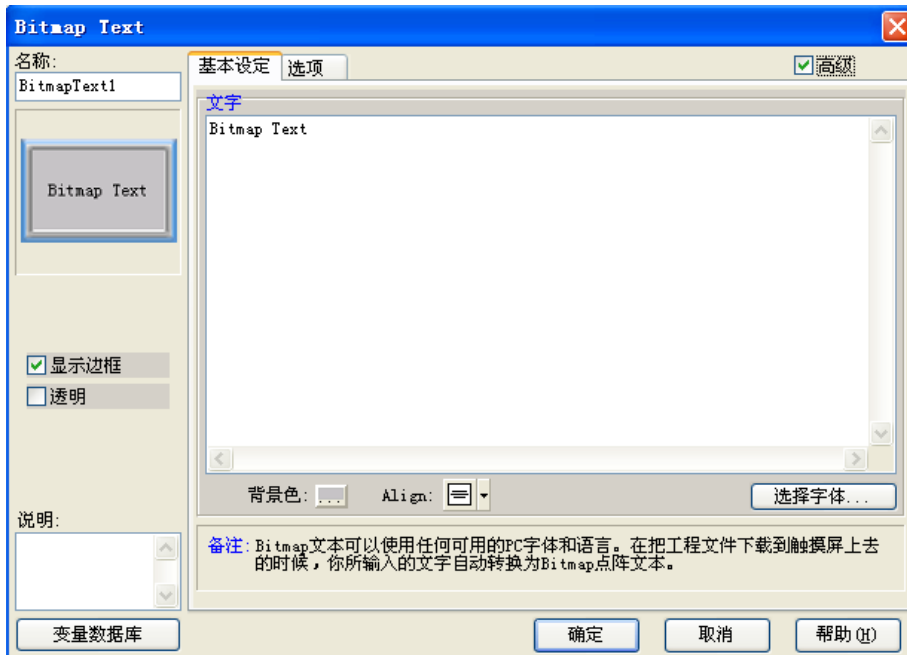 Bitmap Text
名称:
BitmapText1
Bitmap Text
显示边框
透明
说明:
变量数据库
基本设定
选项
高级
文字
Bitmap Text
背景色:
...
Align:
选择字体...
备注:Bitmap文本可以使用任何可用的PC字体和语言。在把工程文件下载到触摸屏上去
的时候，你所输入的文字自动转换为Bitmap点阵文本。
确定
取消
帮助(H)